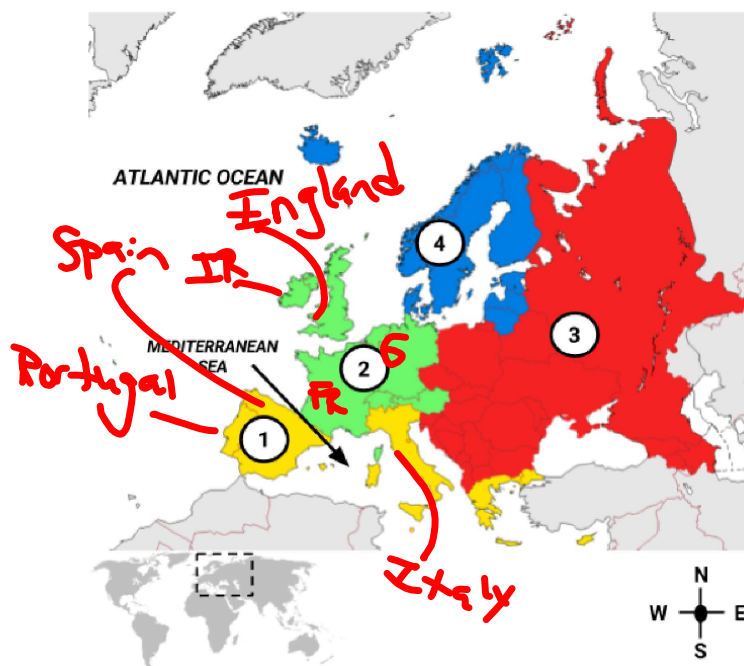 ATLANTIC OCEAN
England
Spain
IR
4
3
MEDITERRANEAN
SEA
2
G
Portugal
FR
1
Italy
N
W
E
S